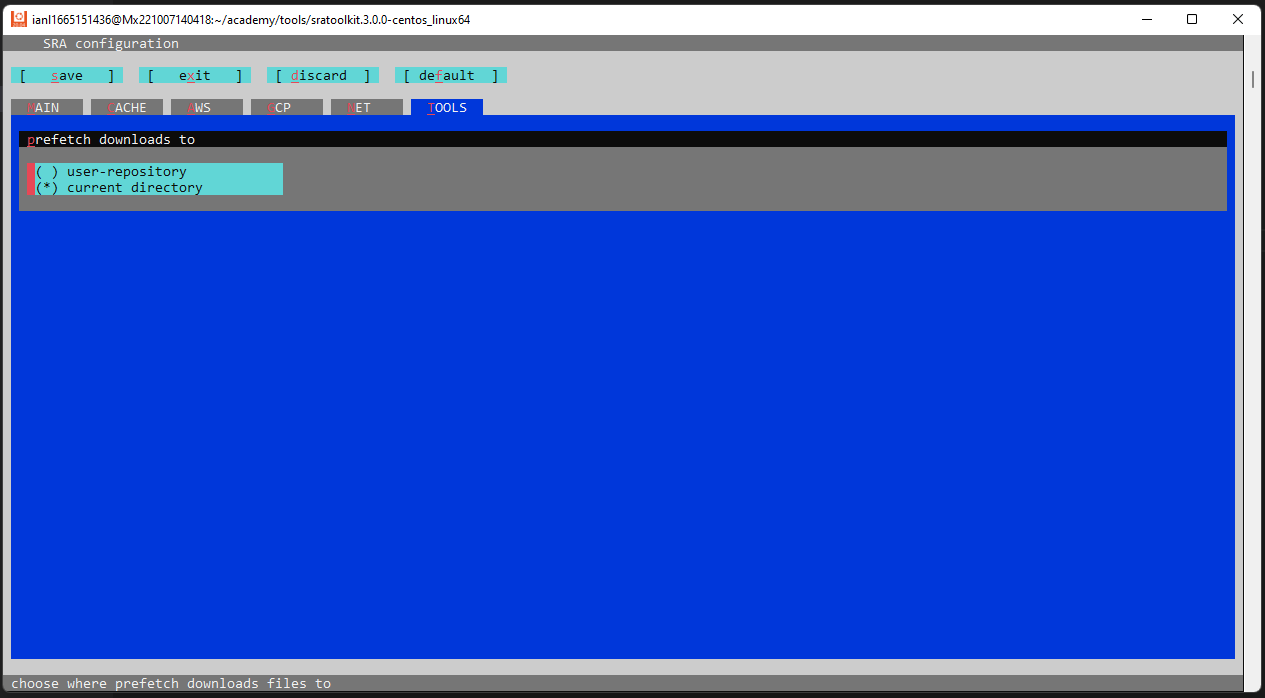 ianl1665151436@Mx221007140418:~/academy/tools/sratoolkit.3.0.0-centos_linux64
SRA configuration
[ save ] [ exit ] [ discard ] [ default ]
MAIN CACHE AWS GCP NET TOOLS
prefetch downloads to
( ) user-repository
(*) current directory
choose where prefetch downloads files to